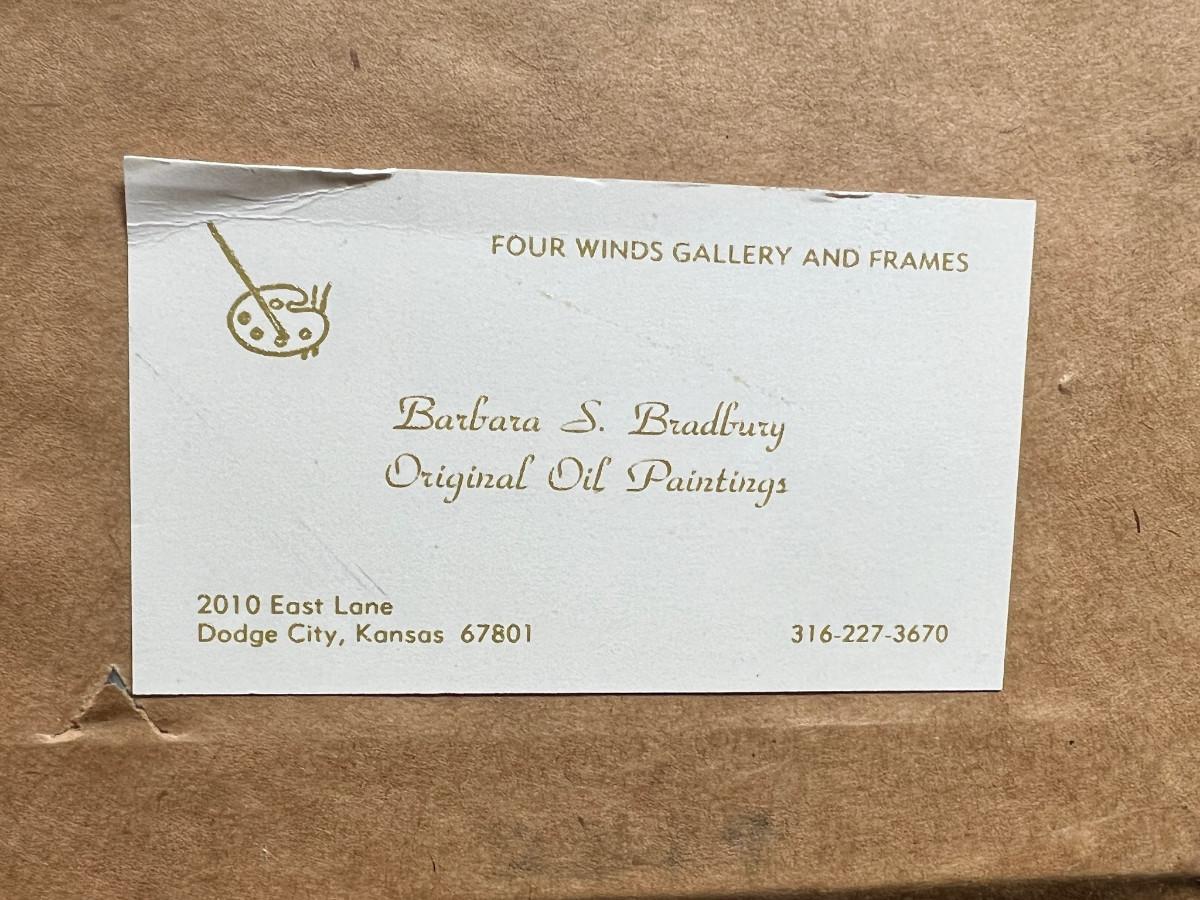 FOUR WINDS GALLERY AND FRAMES
Barbara S. Bradbury
Original Oil Paintings
2010 East Lane
Dodge City, Kansas 67801
316-227-3670